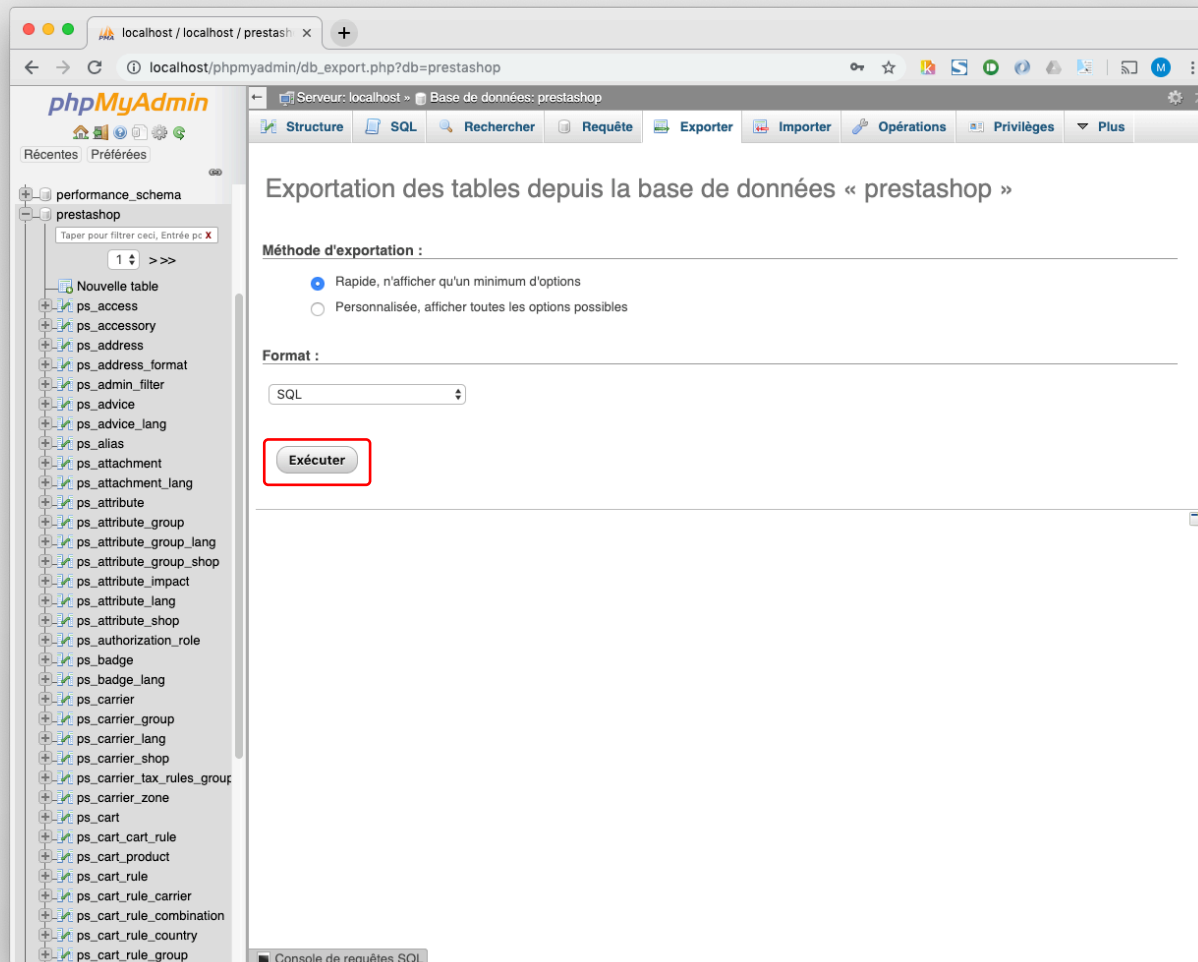 localhost / localhost / prestash
localhost/phpmyadmin/db_export.php?db=prestashop
M
phpMyAdmin
Récentes Préférées
performance_schema
prestashop
Taper pour filtrer ceci, Entrée pc X
1 >>>
Nouvelle table
ps_access
ps_accessory
ps_address
ps_address_format
ps_admin_filter
ps_advice
ps_advice_lang
ps_alias
ps_attachment
ps_attachment_lang
ps_attribute
ps_attribute_group
ps_attribute_group_lang
ps_attribute_group_shop
ps_attribute_impact
ps_attribute_lang
ps_attribute_shop
ps_authorization_role
ps_badge
ps_badge_lang
ps_carrier
ps_carrier_group
ps_carrier_lang
ps_carrier_shop
ps_carrier_tax_rules_group
ps_carrier_zone
ps_cart
ps_cart_cart_rule
ps_cart_product
ps_cart_rule
ps_cart_rule_carrier
ps_cart_rule_combination
ps_cart_rule_country
ps_cart_rule_group
Serveur: localhost » Base de données: prestashop
Structure SQL Rechercher Requête Exporter Importer Opérations Privilèges Plus
Exportation des tables depuis la base de données « prestashop »
Méthode d'exportation :
Rapide, n'afficher qu'un minimum d'options
Personnalisée, afficher toutes les options possibles
Format :
SQL
Exécuter
Console de requêtes SQL